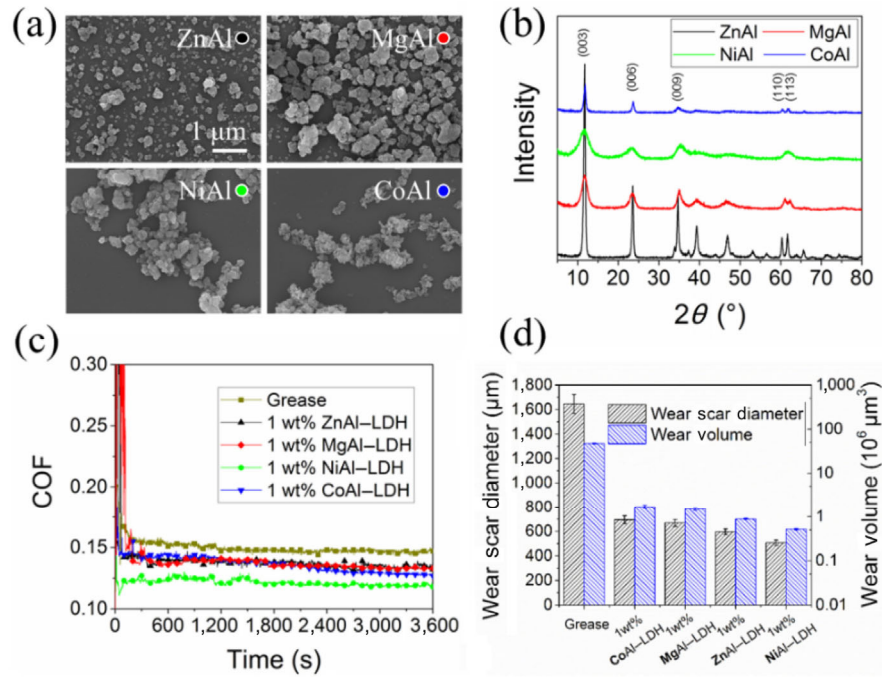 (a)
ZnAl
MgAl
1 μm
NiAl
CoAl
(b)
ZnAl
MgAl
NiAl
CoAl
(003)
(006)
(009)
(110)
(113)
Intensity
5
20
30
40
50
60
70
80
2θ (°)
(c)
0.30
0.25
0.20
0.15
0.10
COF
Grease
1 wt% ZnAl–LDH
1 wt% MgAl–LDH
1 wt% NiAl–LDH
1 wt% CoAl–LDH
0
600
1,200
1,800
2,400
3,000
3,600
Time (s)
(d)
Wear scar diameter (μm)
1,800
1,600
1,400
1,200
1,000
800
600
400
200
0
Wear scar diameter
Wear volume
1,000
100
10
1
0.1
0.01
Wear volume (10⁶ μm³)
Grease
1wt%
CoAl–LDH
1wt%
MgAl–LDH
1wt%
ZnAl–LDH
1wt%
NiAl–LDH